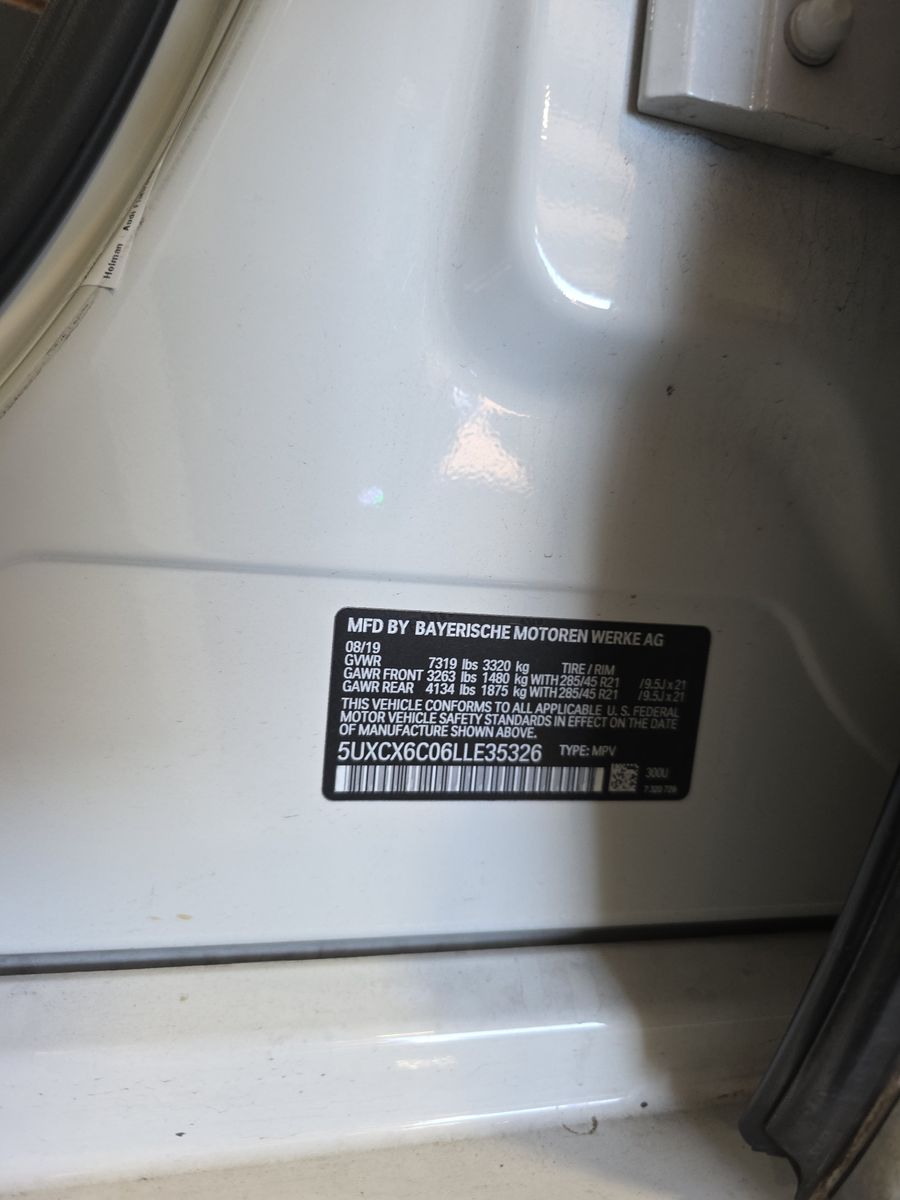 Holman
MFD BY BAYERISCHE MOTOREN WERKE AG
08/19
GVWR 7319 lbs 3320 kg TIRE / RIM
GAWR FRONT 3263 lbs 1480 kg WITH 285/45 R21 /9.5J x 21
GAWR REAR 4134 lbs 1875 kg WITH 285/45 R21 /9.5J x 21
THIS VEHICLE CONFORMS TO ALL APPLICABLE U.S. FEDERAL
MOTOR VEHICLE SAFETY STANDARDS IN EFFECT ON THE DATE
OF MANUFACTURE SHOWN ABOVE.
5UXCX6C06LLE35326 TYPE: MPV
300U